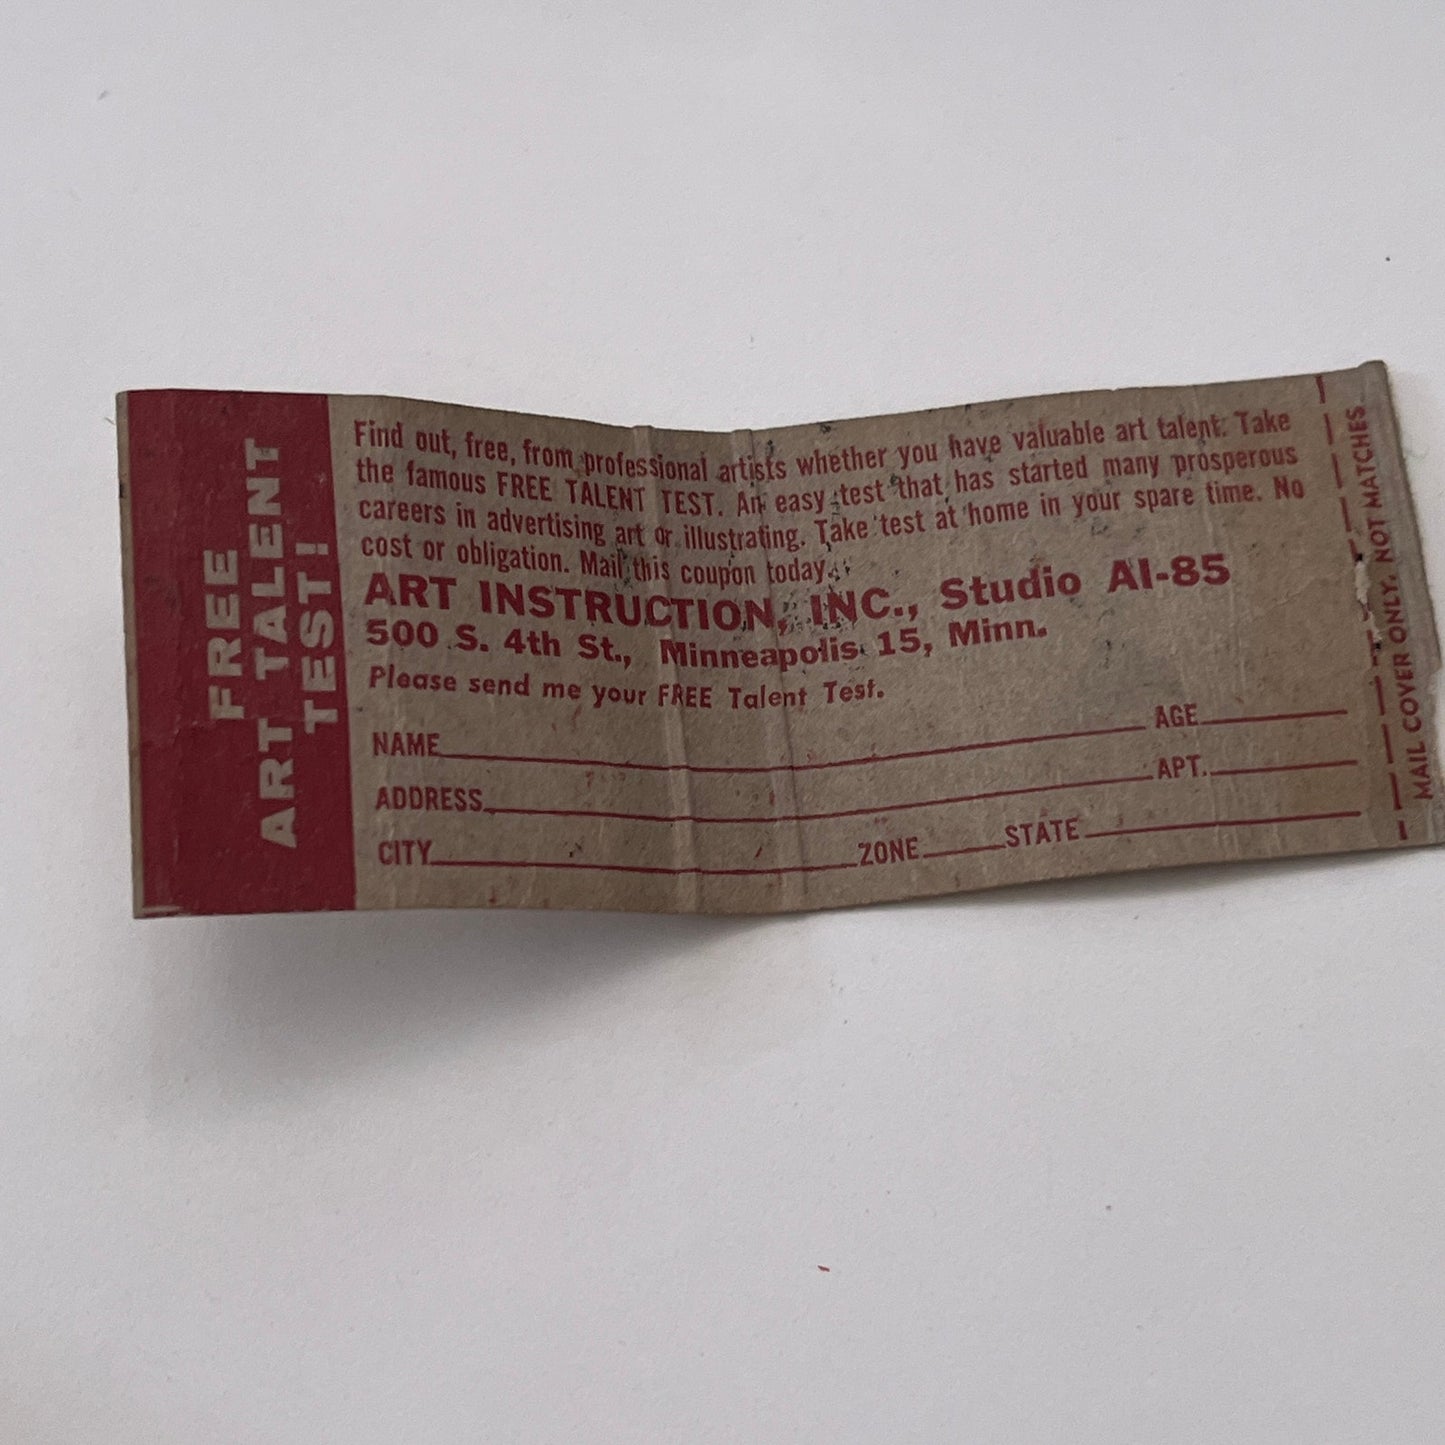 FREE
ART TALENT
TEST!
Find out, free, from professional artists whether you have valuable art talent. Take
the famous FREE TALENT TEST. An easy test that has started many prosperous
careers in advertising art or illustrating. Take test at home in your spare time. No
cost or obligation. Mail this coupon today.
ART INSTRUCTION, INC., Studio AI-85
500 S. 4th St., Minneapolis 15, Minn.
Please send me your FREE Talent Test.
NAME AGE
ADDRESS APT.
CITY ZONE STATE
MAIL COVER ONLY. NOT MATCHES